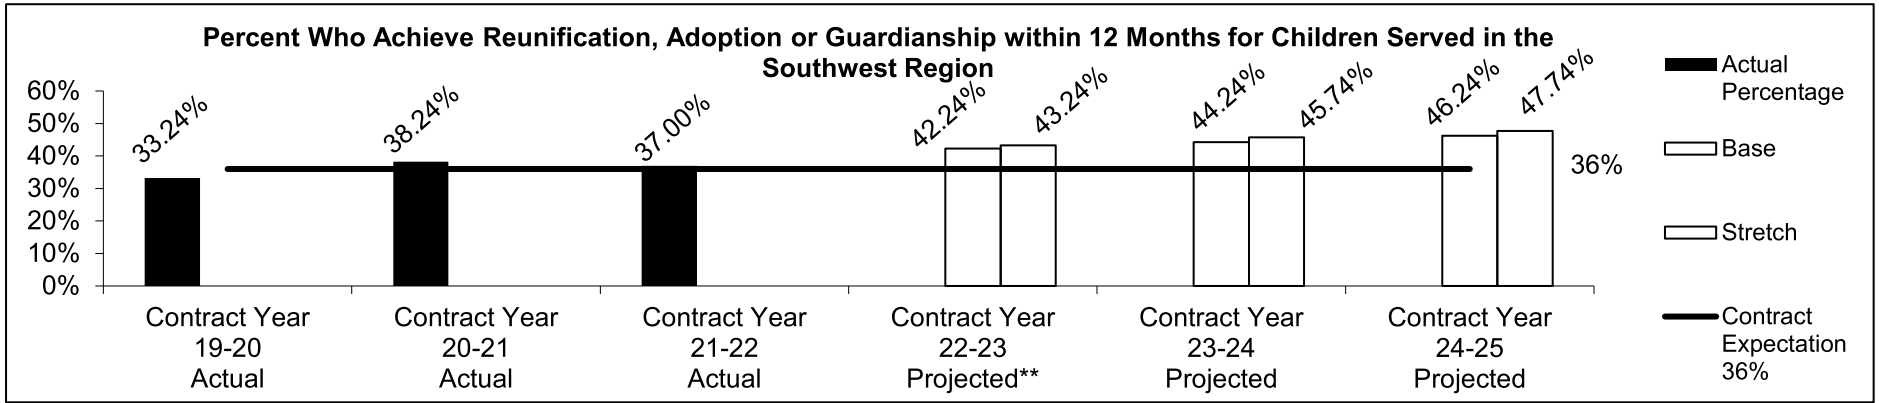 Percent Who Achieve Reunification, Adoption or Guardianship within 12 Months for Children Served in the
Southwest Region
60%
50%
40%
30%
20%
10%
0%
33.24%
38.24%
37.00%
42.24%
43.24%
44.24%
45.74%
46.24%
47.74%
36%
Contract Year
19-20
Actual
Contract Year
20-21
Actual
Contract Year
21-22
Actual
Contract Year
22-23
Projected**
Contract Year
23-24
Projected
Contract Year
24-25
Projected
Actual
Percentage
Base
Stretch
Contract
Expectation
36%